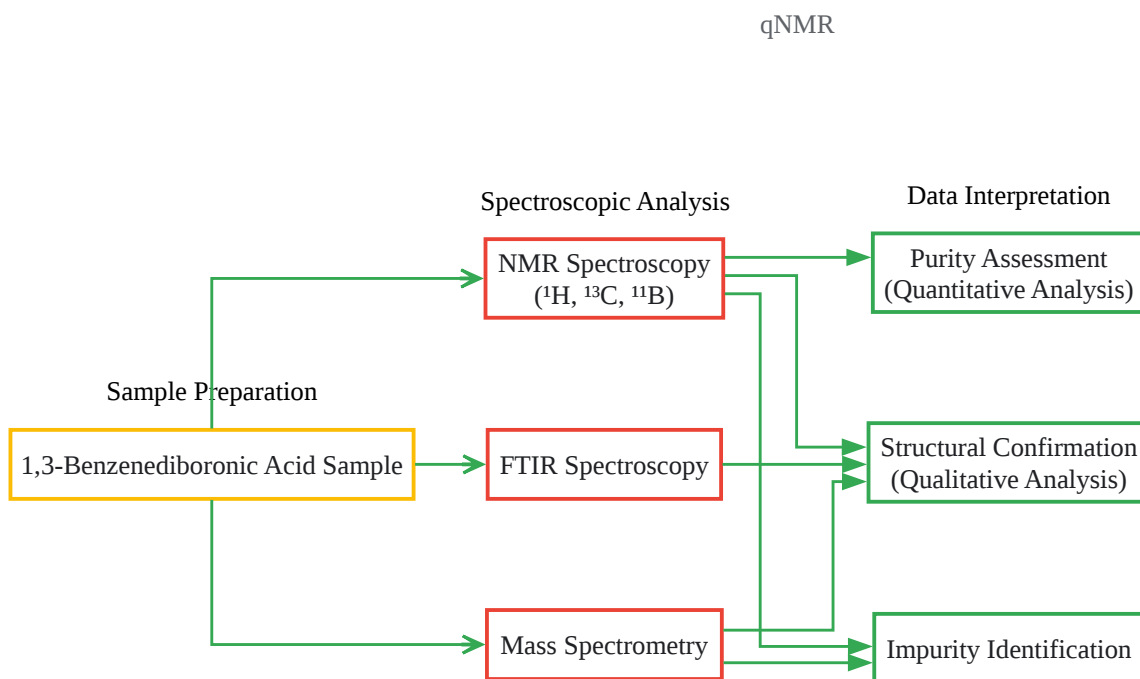 qNMR
Spectroscopic Analysis
Data Interpretation
NMR Spectroscopy
(¹H, ¹³C, ¹¹B)
Purity Assessment
(Quantitative Analysis)
Sample Preparation
1,3-Benzenediboronic Acid Sample
FTIR Spectroscopy
Structural Confirmation
(Qualitative Analysis)
Mass Spectrometry
Impurity Identification